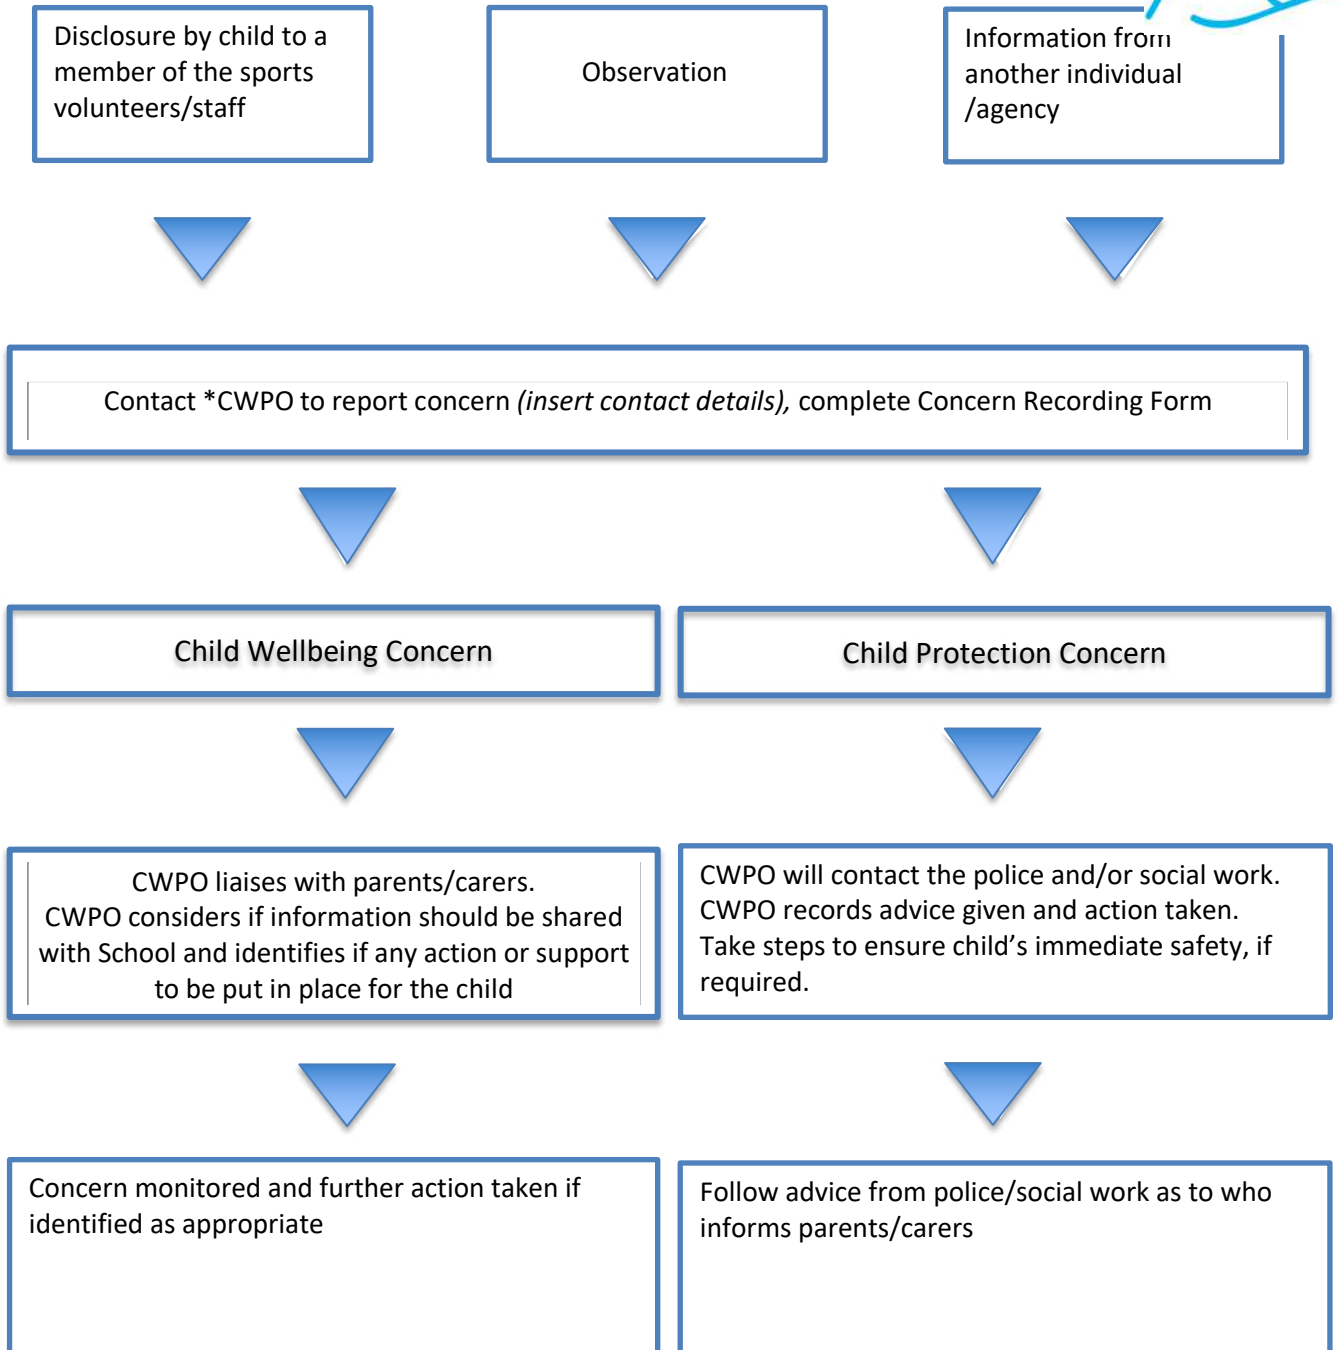 Disclosure by child to a
member of the sports
volunteers/staff
Observation
Information from
another individual
/agency
Contact *CWPO to report concern (insert contact details), complete Concern Recording Form
Child Wellbeing Concern
Child Protection Concern
CWPO liaises with parents/carers.
CWPO considers if information should be shared
with School and identifies if any action or support
to be put in place for the child
CWPO will contact the police and/or social work.
CWPO records advice given and action taken.
Take steps to ensure child’s immediate safety, if
required.
Concern monitored and further action taken if
identified as appropriate
Follow advice from police/social work as to who
informs parents/carers